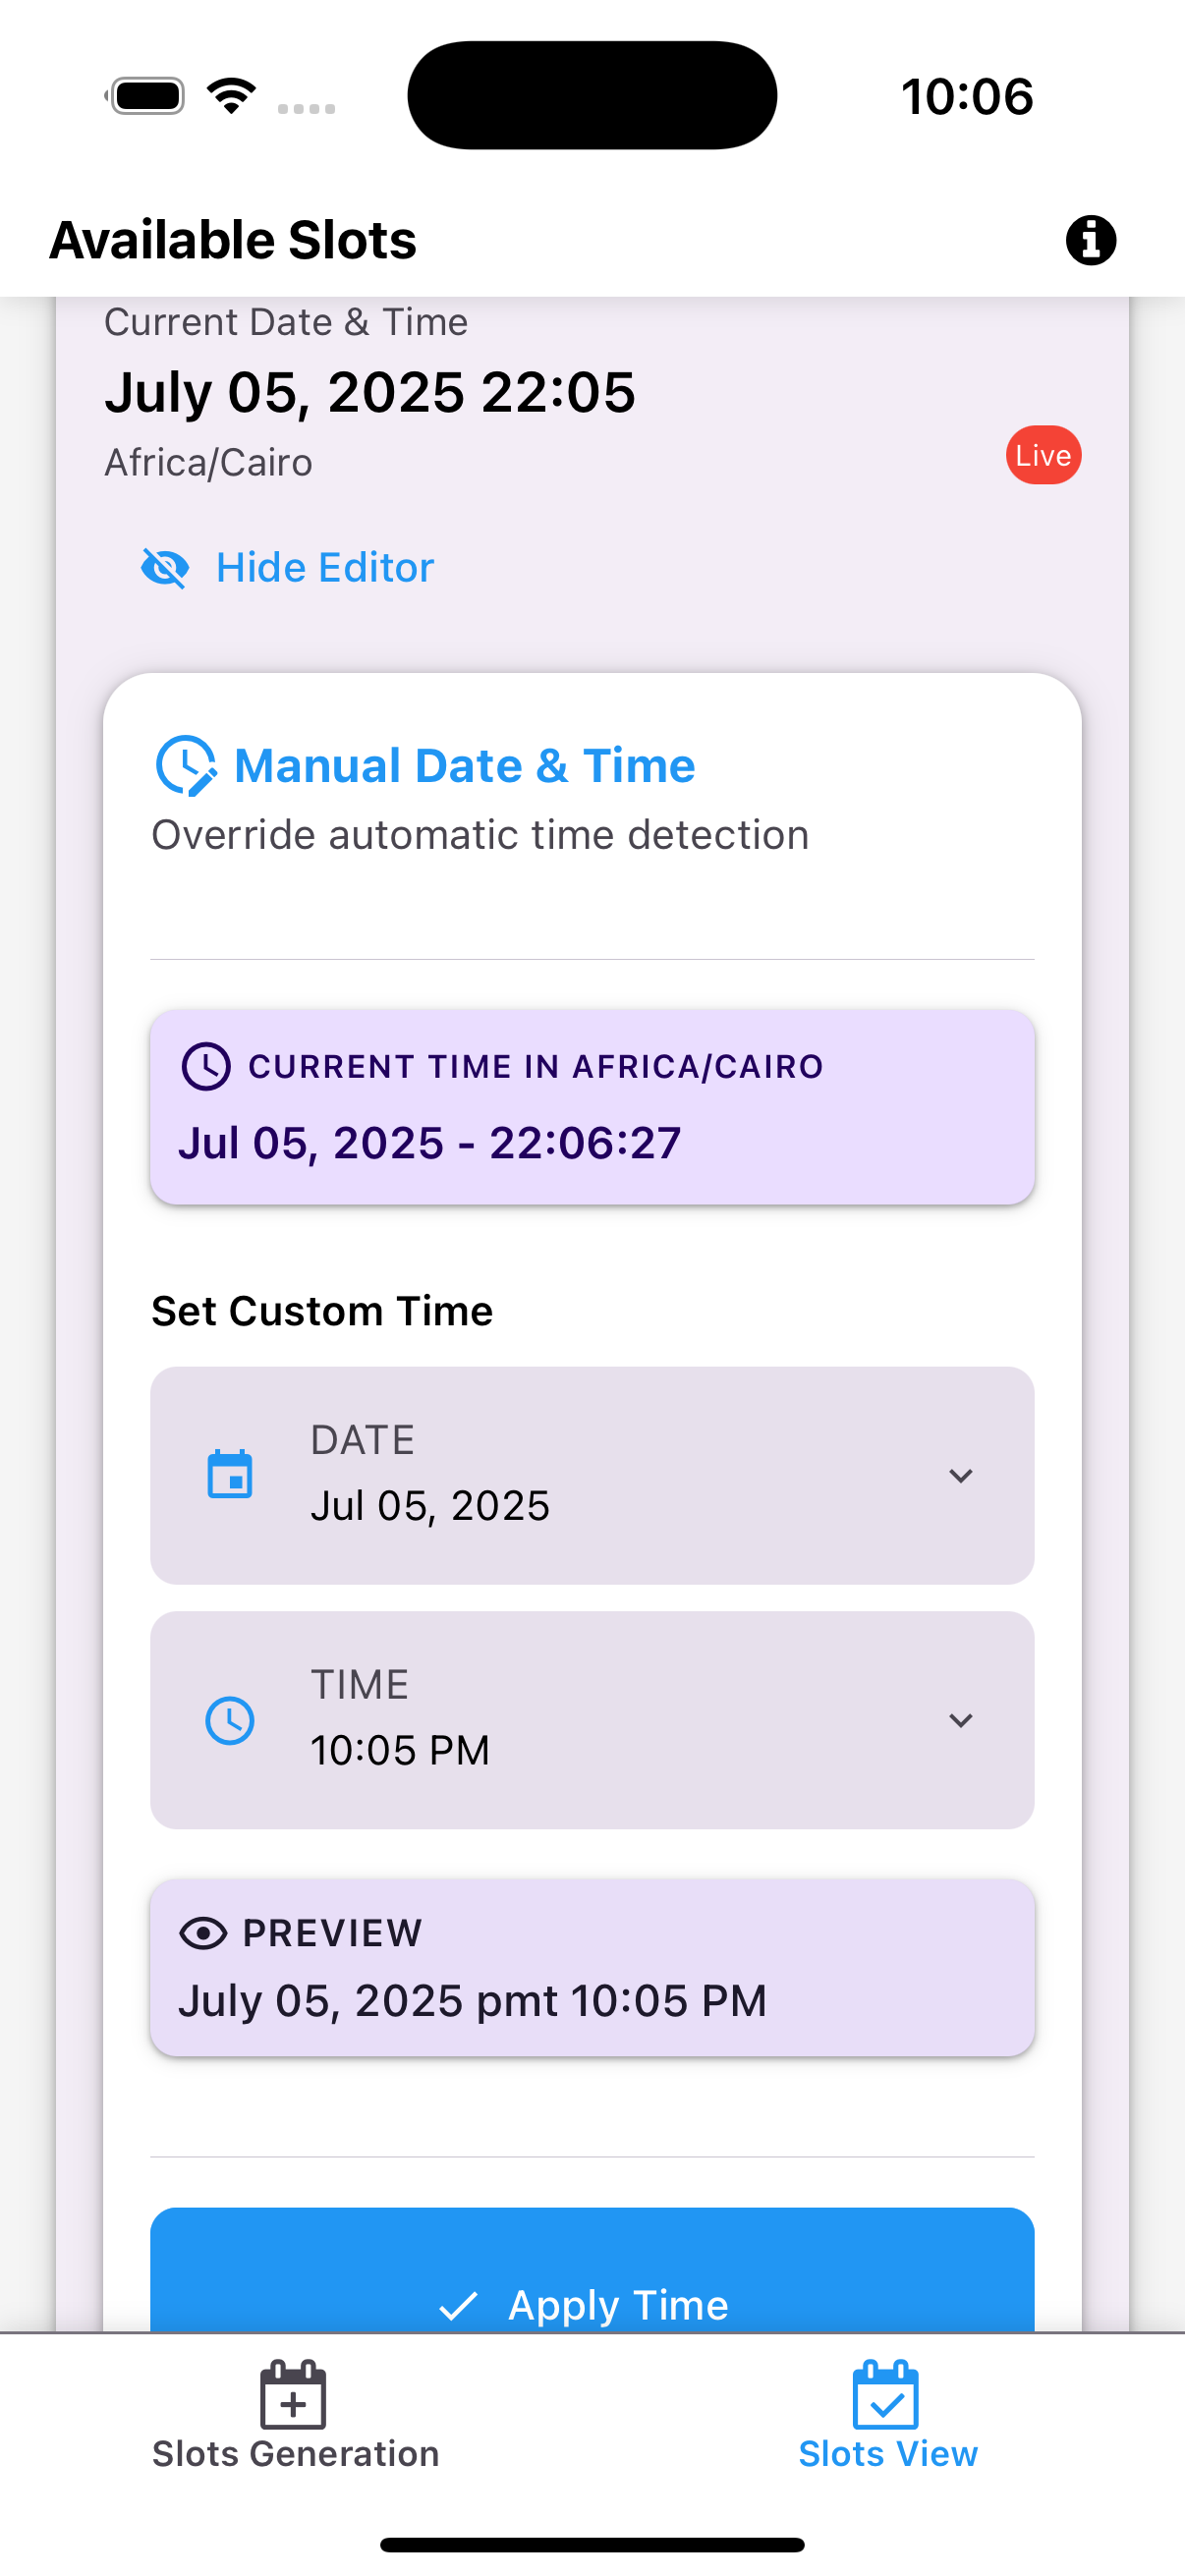 10:06
Available Slots
Current Date & Time
July 05, 2025 22:05
Africa/Cairo
Live
Hide Editor
Manual Date & Time
Override automatic time detection
CURRENT TIME IN AFRICA/CAIRO
Jul 05, 2025 - 22:06:27
Set Custom Time
DATE
Jul 05, 2025
TIME
10:05 PM
PREVIEW
July 05, 2025 pmt 10:05 PM
Apply Time
Slots Generation
Slots View